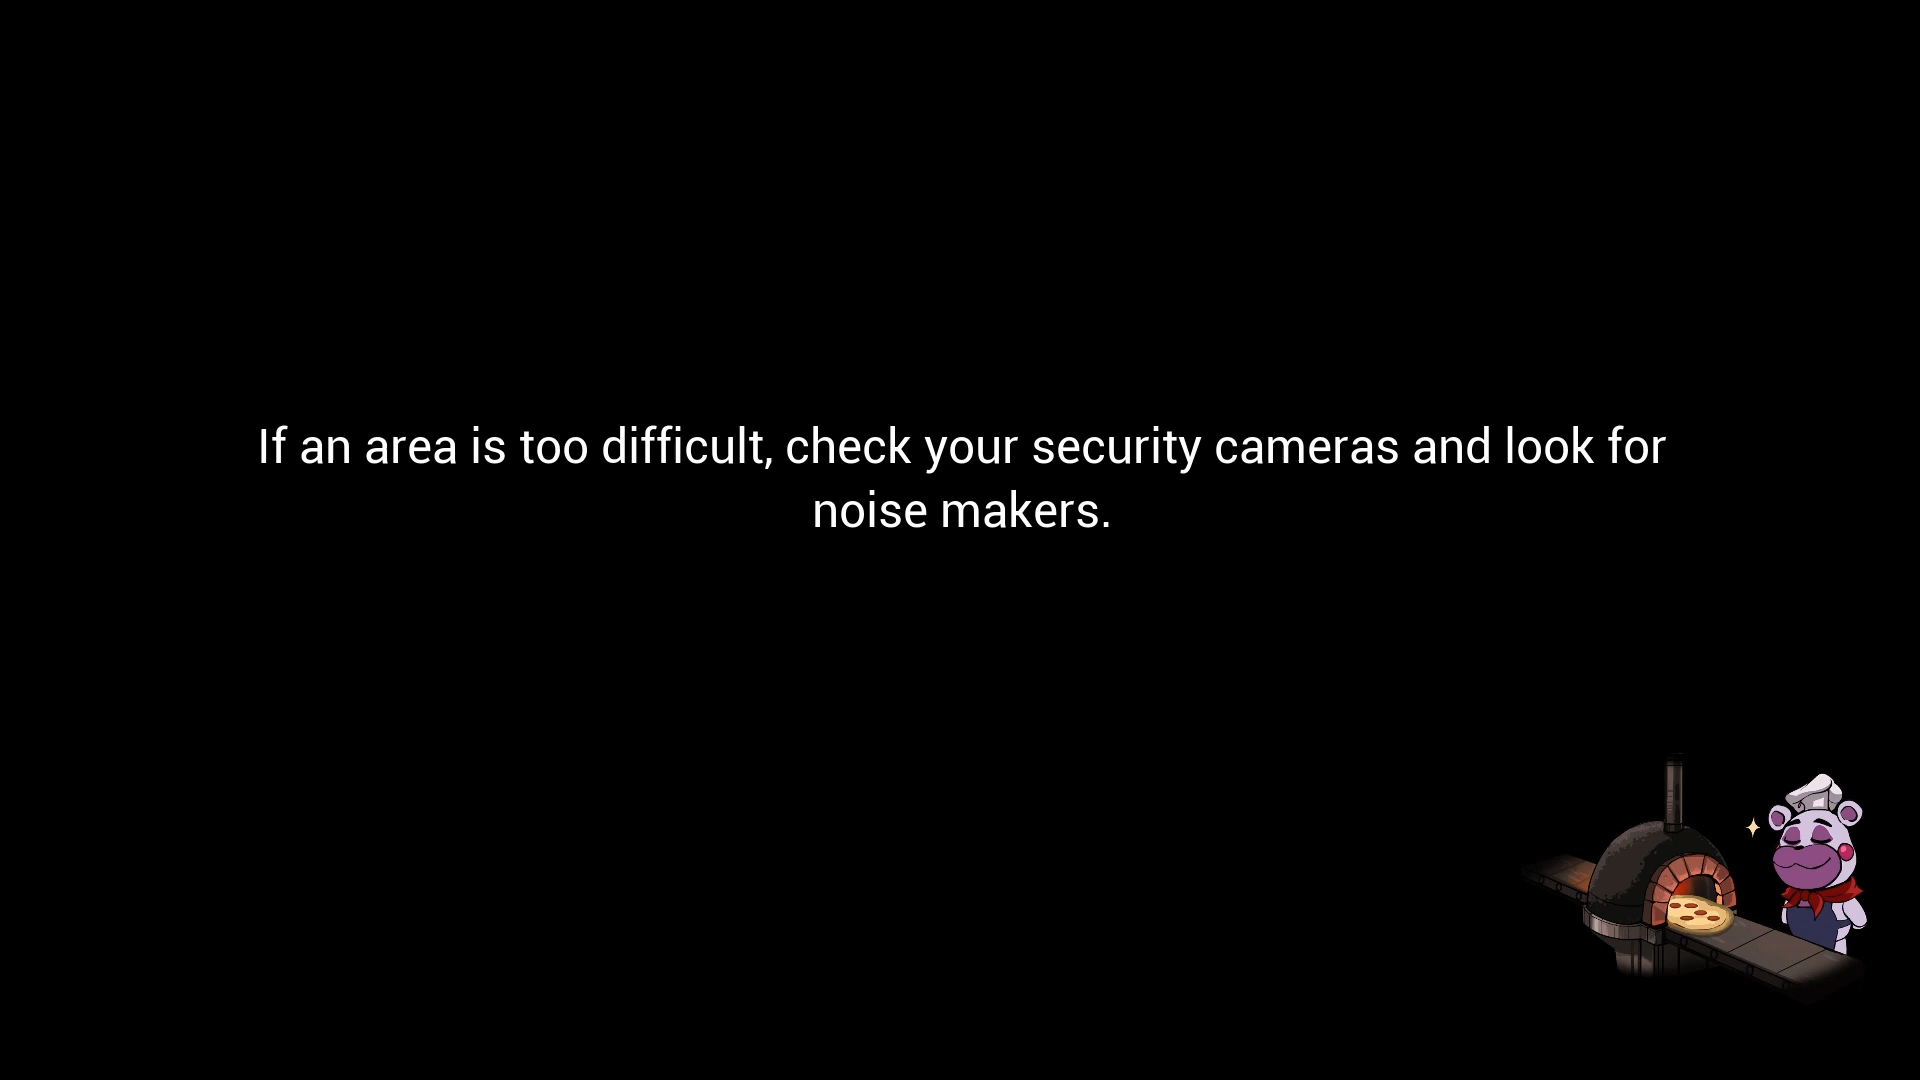 If an area is too difficult, check your security cameras and look for
noise makers.